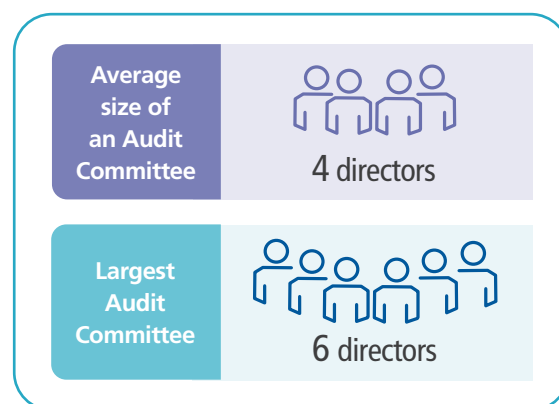 Average
size of
an Audit
Committee
4 directors
Largest
Audit
Committee
6 directors